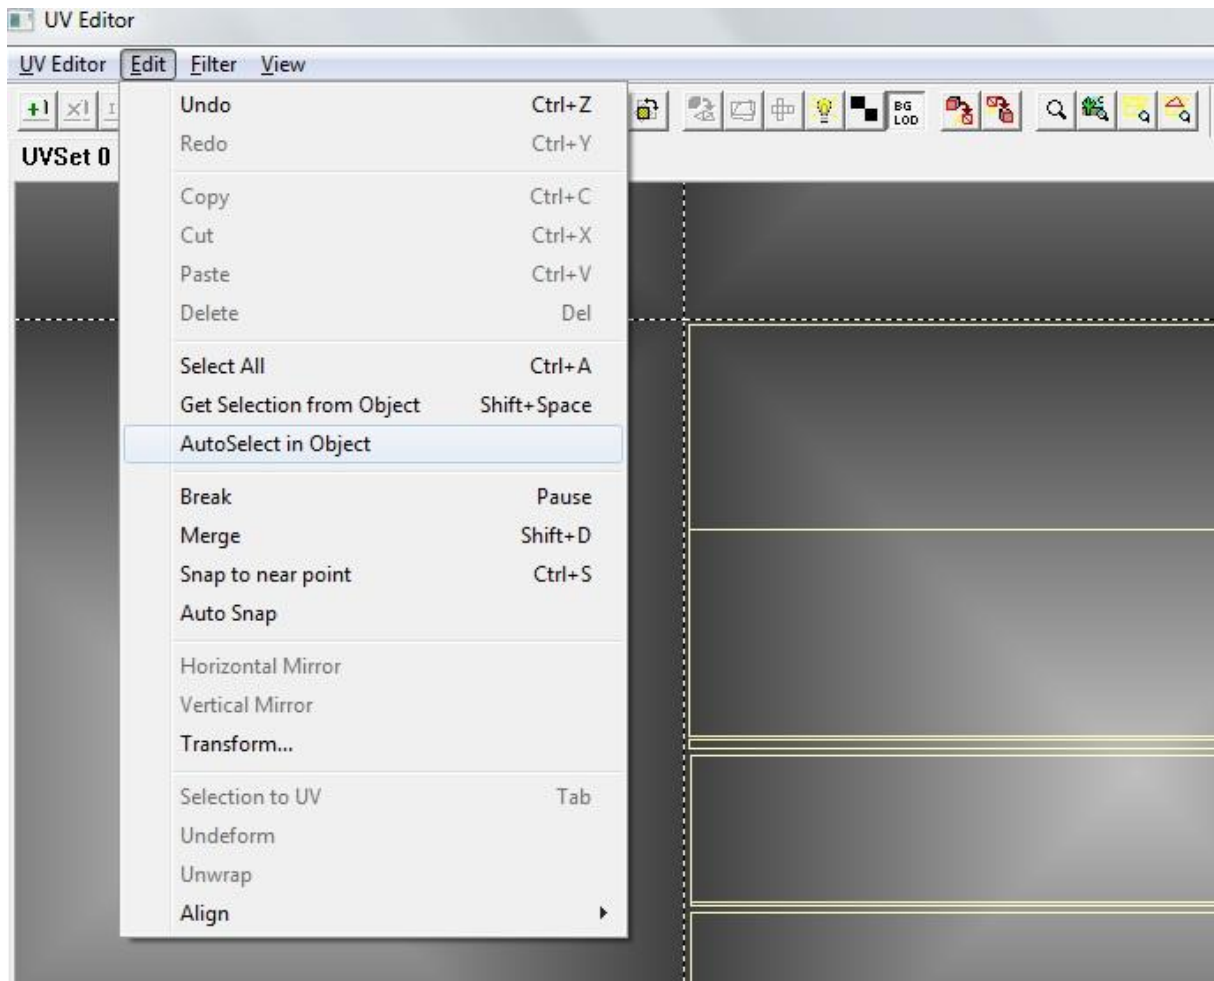 UV Editor
UV Editor Edit Filter View
BG
LOD
UVSet 0
Undo Ctrl+Z
Redo Ctrl+Y
Copy Ctrl+C
Cut Ctrl+X
Paste Ctrl+V
Delete Del
Select All Ctrl+A
Get Selection from Object Shift+Space
AutoSelect in Object
Break Pause
Merge Shift+D
Snap to near point Ctrl+S
Auto Snap
Horizontal Mirror
Vertical Mirror
Transform...
Selection to UV Tab
Undeform
Unwrap
Align